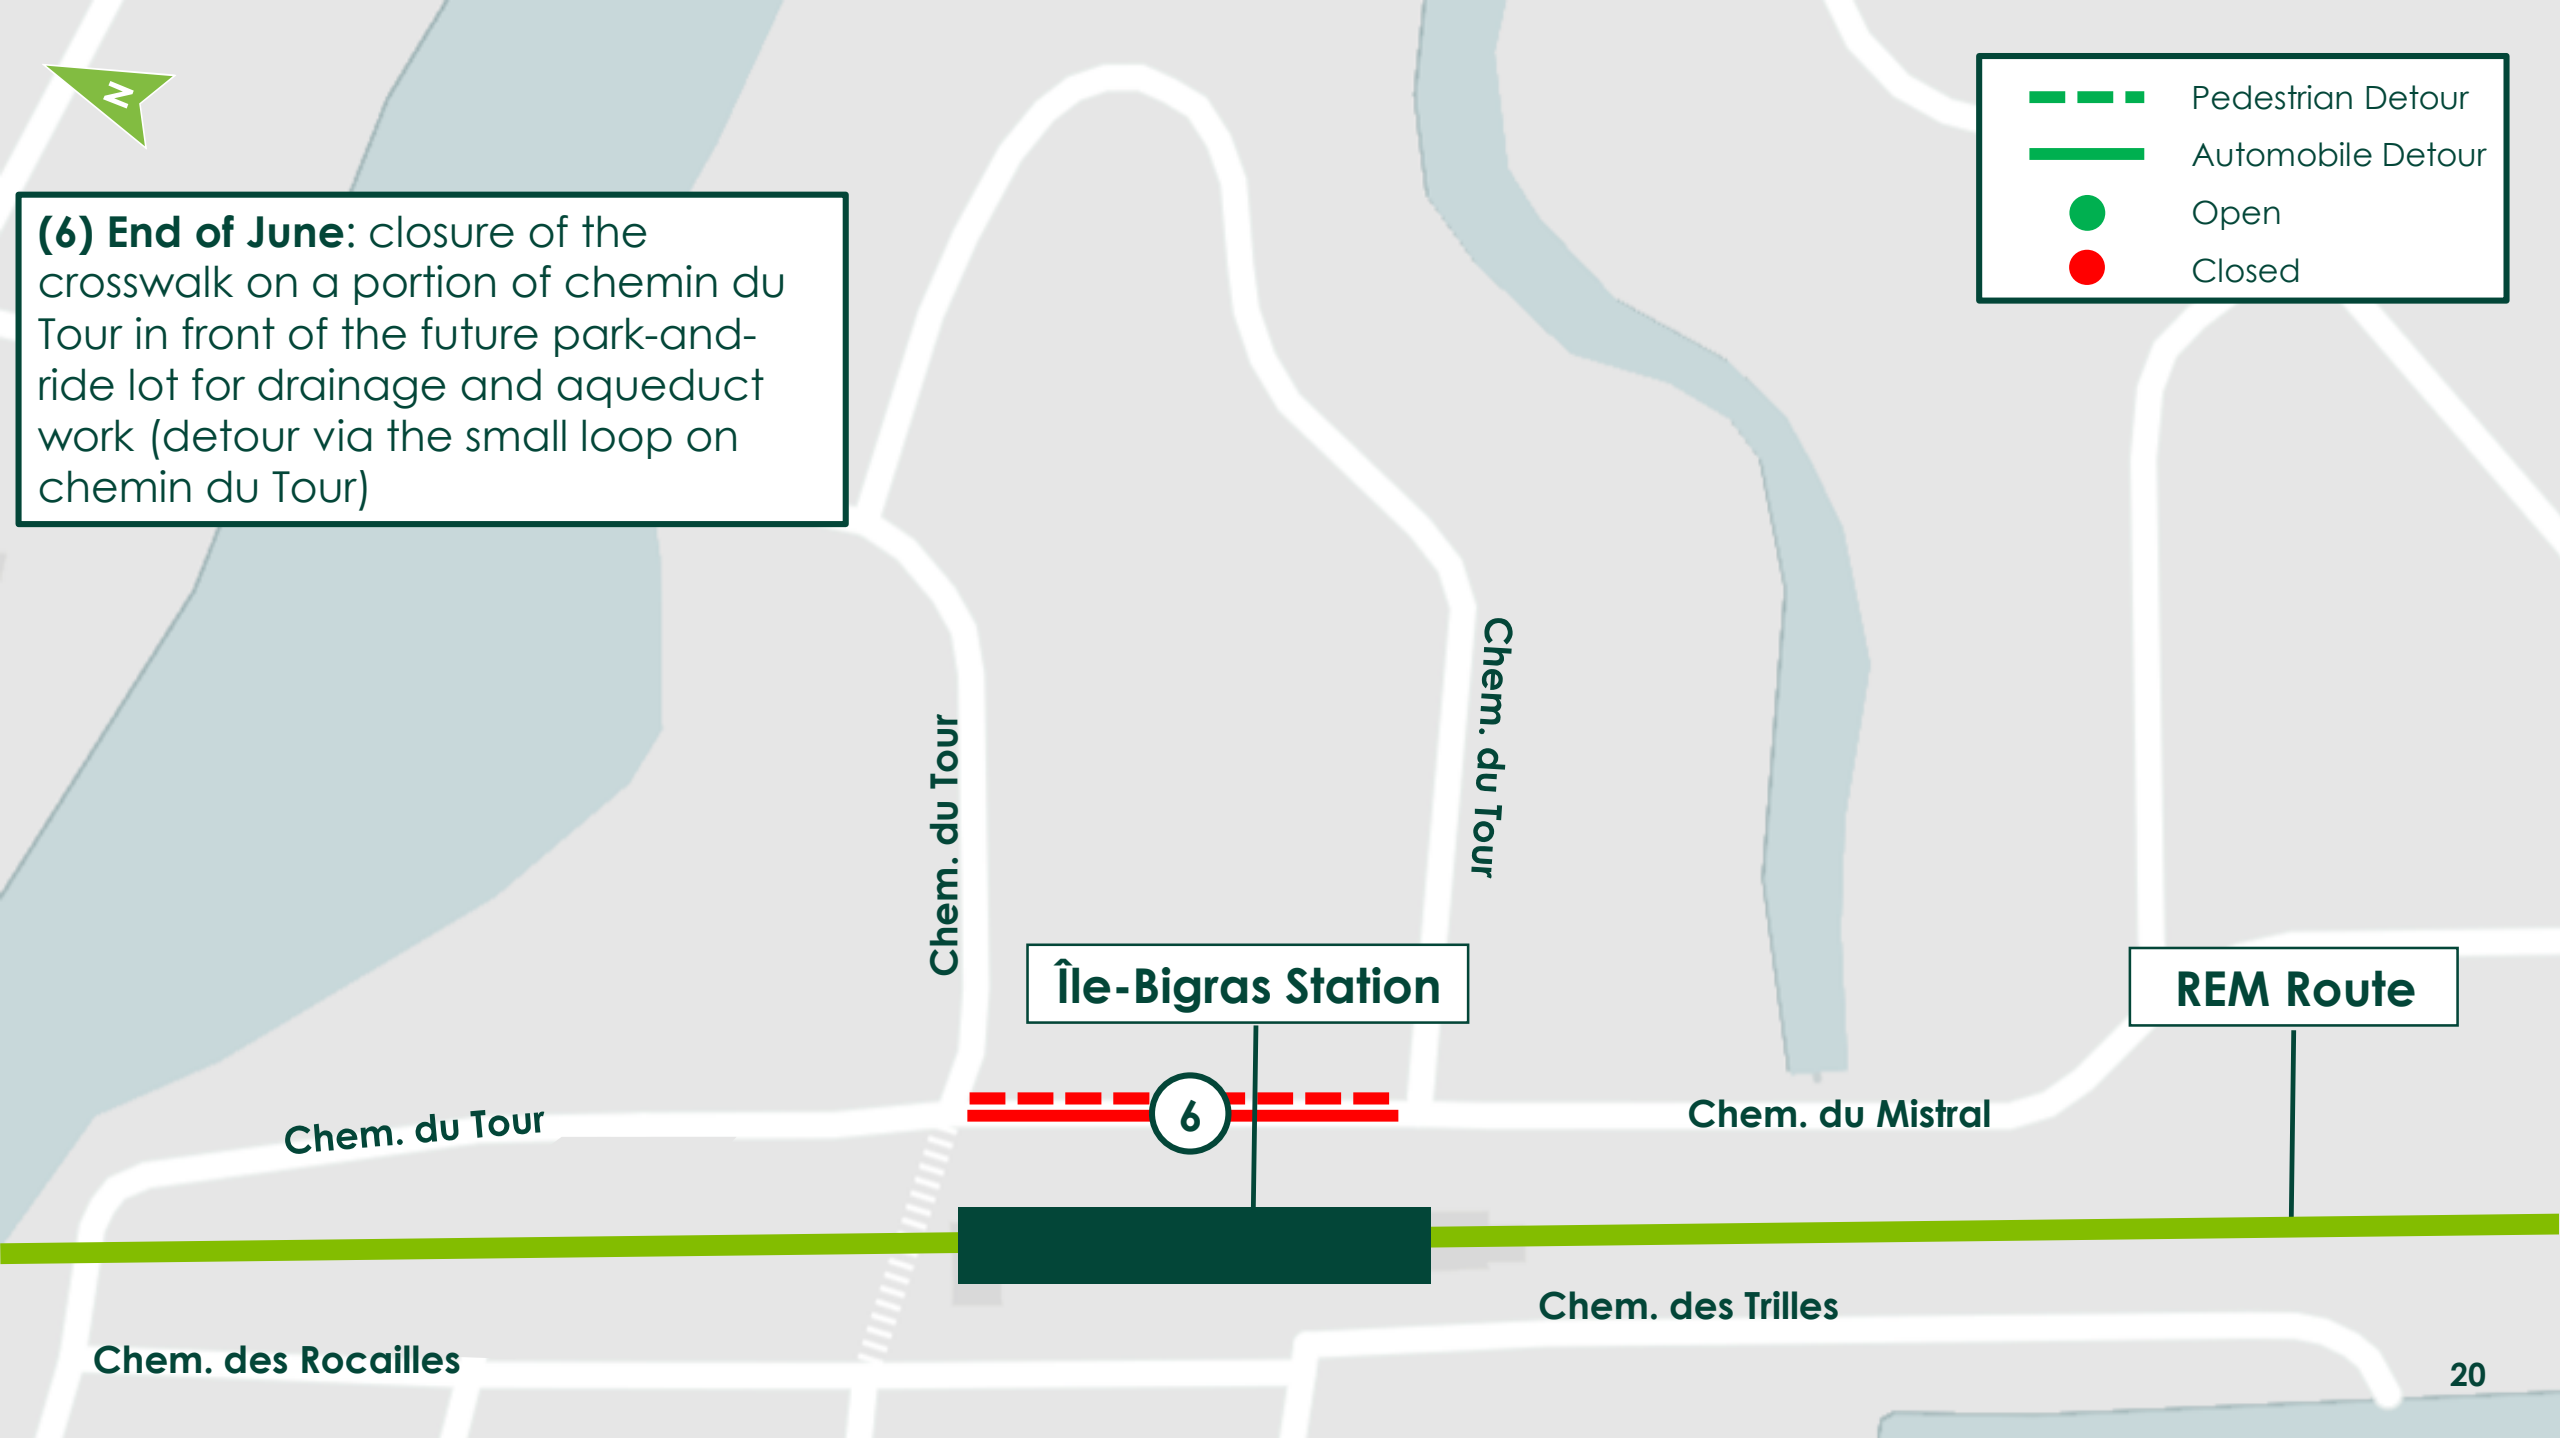 N
Pedestrian Detour
Automobile Detour
Open
Closed
(6) End of June: closure of the
crosswalk on a portion of chemin du
Tour in front of the future park-and-
ride lot for drainage and aqueduct
work (detour via the small loop on
chemin du Tour)
Chem. du Tour
Chem. du Tour
Île-Bigras Station
REM Route
6
Chem. du Tour
Chem. du Mistral
Chem. des Trilles
Chem. des Rocailles
20